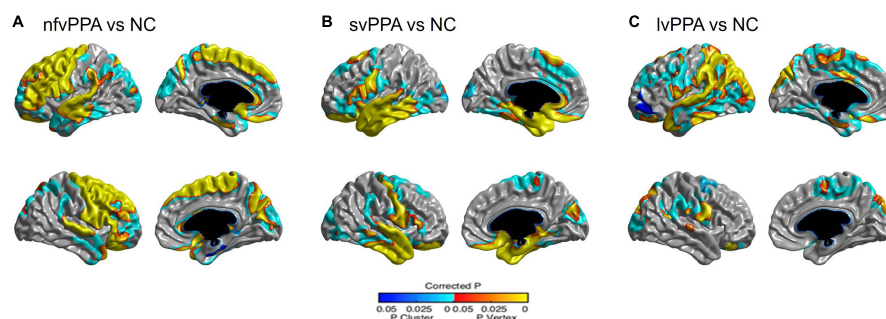 A nfvPPA vs NC
B svPPA vs NC
C lvPPA vs NC
Corrected P
0.05 0.025 0 0.05 0.025 0
P Cluster P Vertex